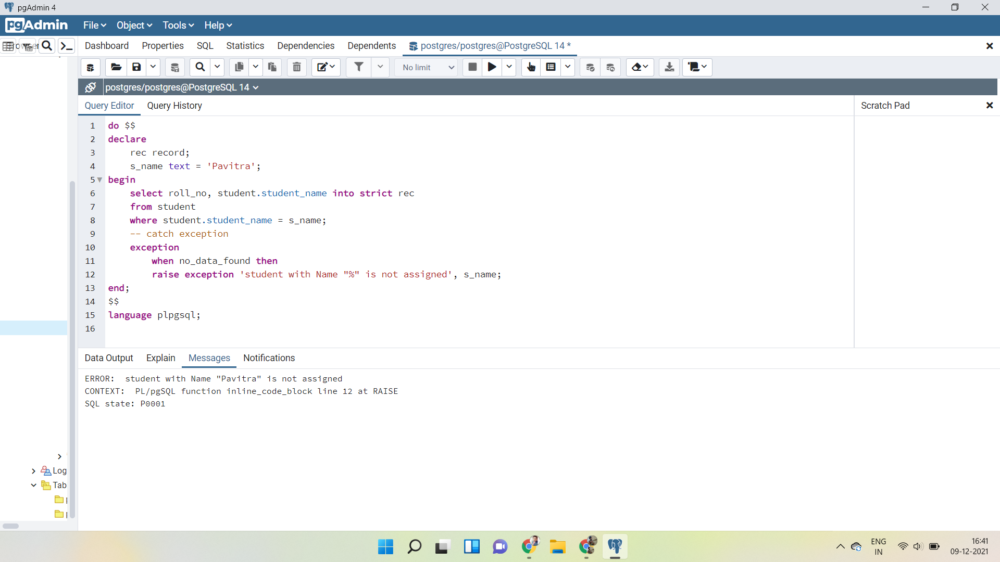 pgAdmin 4
pgAdmin
File
Object
Tools
Help
Dashboard
Properties
SQL
Statistics
Dependencies
Dependents
postgres/postgres@PostgreSQL 14 *
No limit
postgres/postgres@PostgreSQL 14
Query Editor
Query History
Scratch Pad
1 do $$
2 declare
3 rec record;
4 s_name text = 'Pavitra';
5 begin
6 select roll_no, student.student_name into strict rec
7 from student
8 where student.student_name = s_name;
9 -- catch exception
10 exception
11 when no_data_found then
12 raise exception 'student with Name "%" is not assigned', s_name;
13 end;
14 $$
15 language plpgsql;
16
Data Output
Explain
Messages
Notifications
ERROR: student with Name "Pavitra" is not assigned
CONTEXT: PL/pgSQL function inline_code_block line 12 at RAISE
SQL state: P0001
Log
Tab
ENG
IN
16:41
09-12-2021